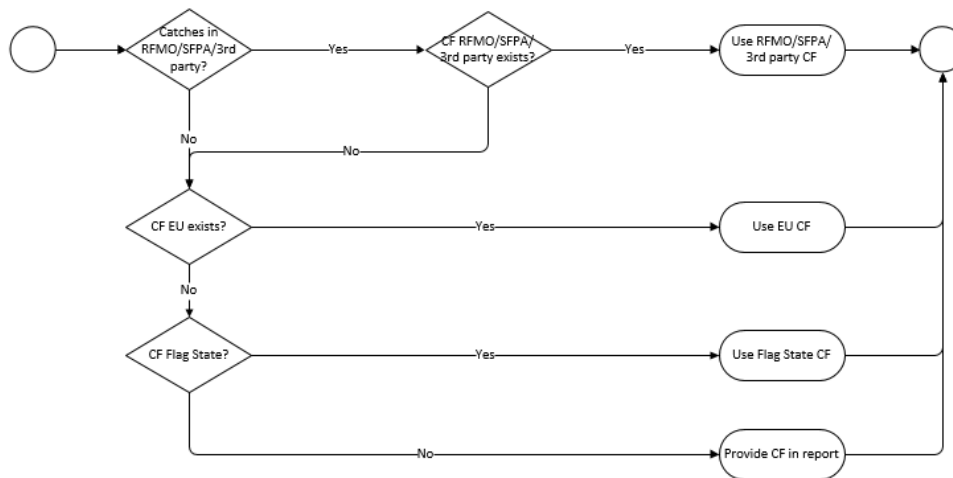 Catches in
RFMO/SFPA/3rd
party?
Yes
CF RFMO/SFPA/
3rd party exists?
Yes
Use RFMO/SFPA/
3rd party CF
No
No
CF EU exists?
Yes
Use EU CF
No
CF Flag State?
Yes
Use Flag State CF
No
Provide CF in report